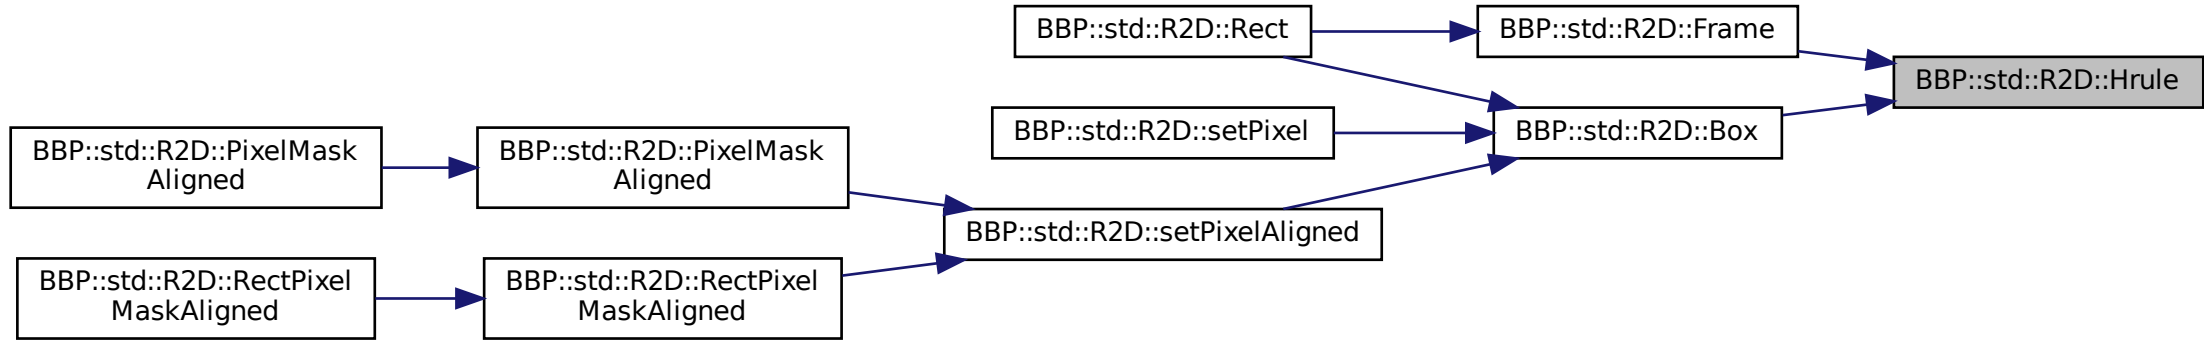 BBP::std::R2D::Rect
BBP::std::R2D::Frame
BBP::std::R2D::Hrule
BBP::std::R2D::setPixel
BBP::std::R2D::Box
BBP::std::R2D::PixelMask
Aligned
BBP::std::R2D::PixelMask
Aligned
BBP::std::R2D::setPixelAligned
BBP::std::R2D::RectPixel
MaskAligned
BBP::std::R2D::RectPixel
MaskAligned